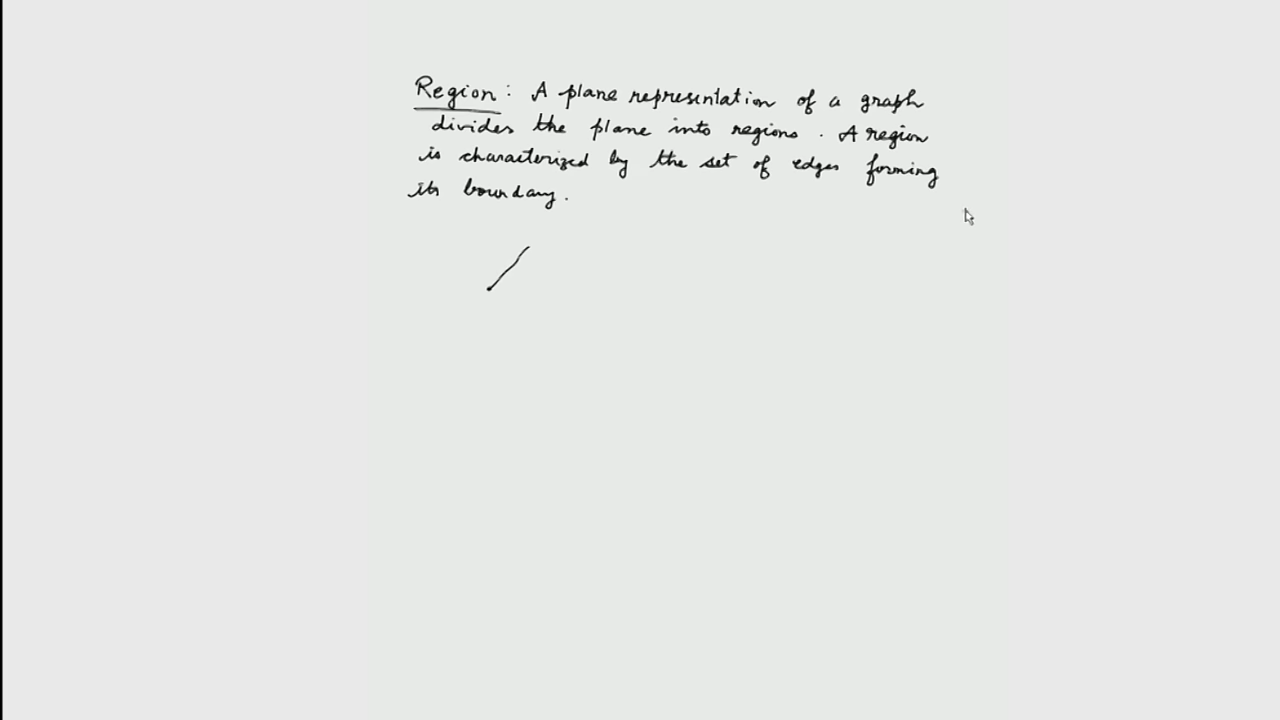 Region : A plane representation of a graph
divides the plane into regions . A region
is characterized by the set of edges forming
its boundary .